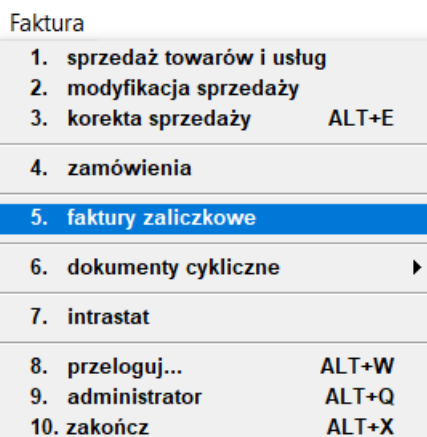 Faktura
1. sprzedaż towarów i usług
2. modyfikacja sprzedaży
3. korekta sprzedaży ALT+E
4. zamówienia
5. faktury zaliczkowe
6. dokumenty cykliczne
7. intrastat
8. przeloguj... ALT+W
9. administrator ALT+Q
10. zakończ ALT+X